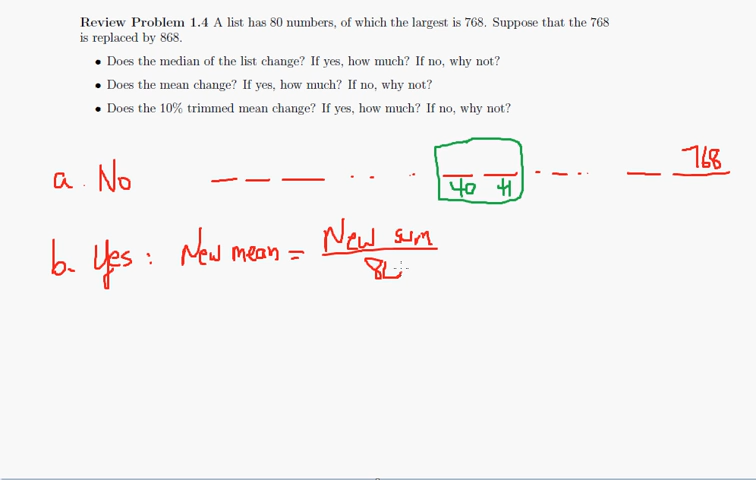 Review Problem 1.4 A list has 80 numbers, of which the largest is 768. Suppose that the 768
is replaced by 868.
• Does the median of the list change? If yes, how much? If no, why not?
• Does the mean change? If yes, how much? If no, why not?
• Does the 10% trimmed mean change? If yes, how much? If no, why not?
768
a. No
40 41
b. Yes: New mean = New sum
8